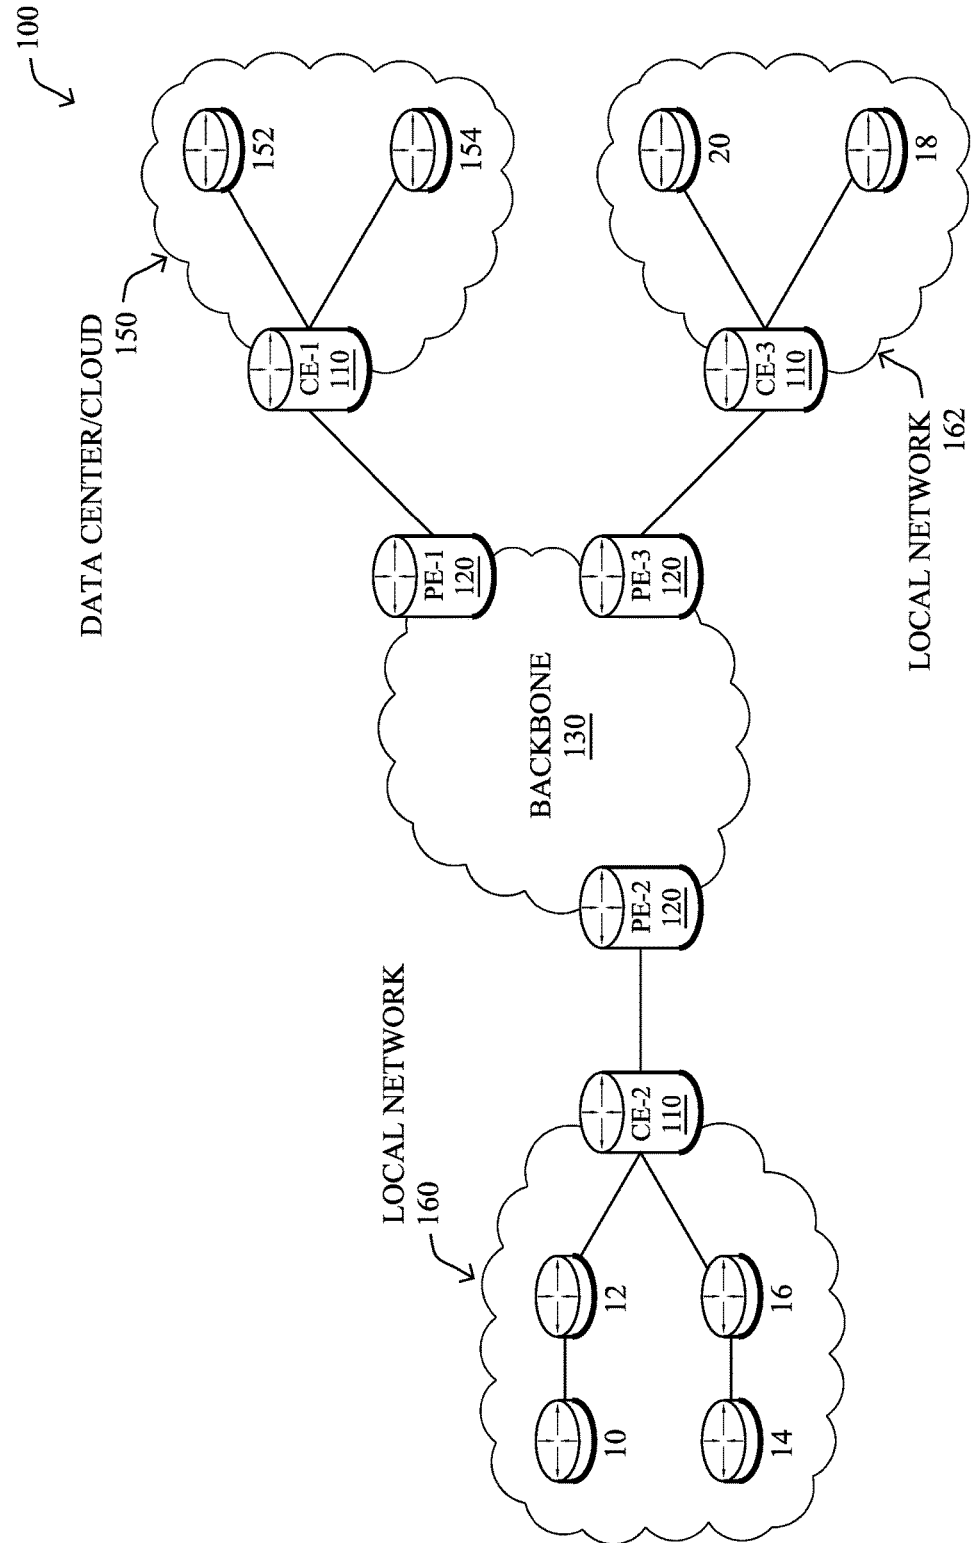 100
DATA CENTER/CLOUD
150
152
154
CE-1
110
PE-1
120
BACKBONE
130
PE-3
120
CE-3
110
20
18
LOCAL NETWORK
162
PE-2
120
LOCAL NETWORK
160
CE-2
110
12
10
16
14